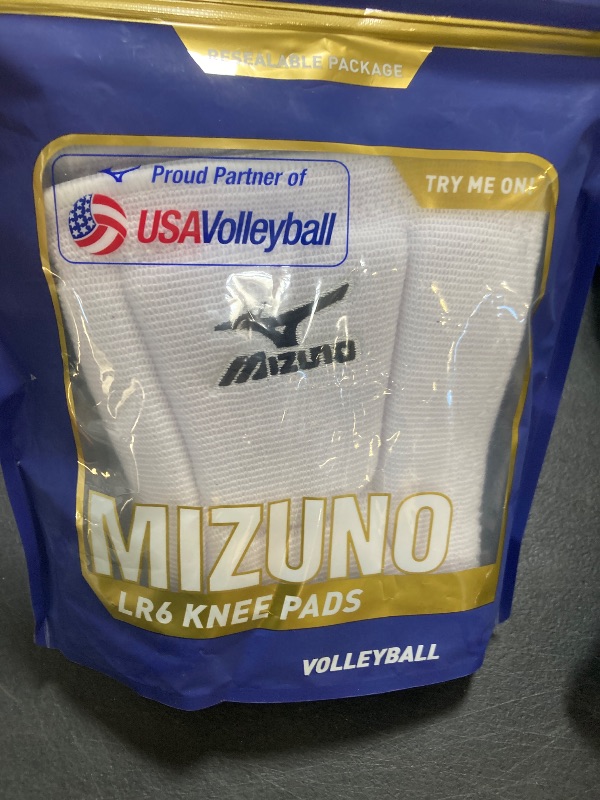 RESEALABLE PACKAGE
TRY ME ON!
Proud Partner of
USAVolleyball
MIZUNO
MIZUNO
LR6 KNEE PADS
VOLLEYBALL